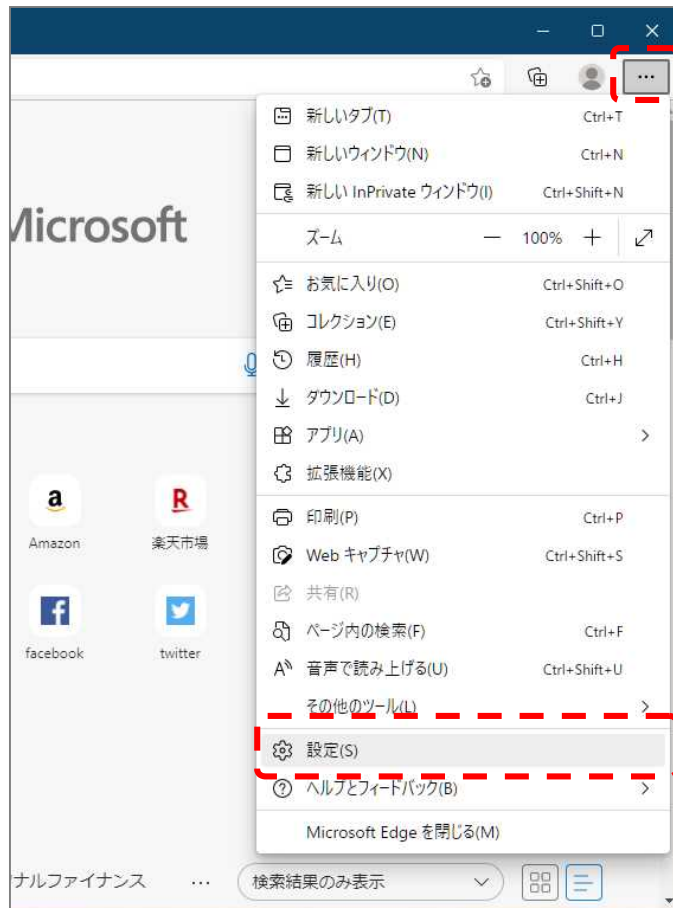 新しいタブ(T) Ctrl+T
新しいウィンドウ(N) Ctrl+N
新しい InPrivate ウィンドウ(I) Ctrl+Shift+N
Microsoft
ズーム — 100% +
お気に入り(O) Ctrl+Shift+O
コレクション(E) Ctrl+Shift+Y
履歴(H) Ctrl+H
ダウンロード(D) Ctrl+J
アプリ(A)
拡張機能(X)
Amazon
楽天市場
印刷(P) Ctrl+P
Web キャプチャ(W) Ctrl+Shift+S
共有(R)
ページ内の検索(F) Ctrl+F
facebook
twitter
音声で読み上げる(U) Ctrl+Shift+U
その他のツール(L)
設定(S)
ヘルプとフィードバック(B)
Microsoft Edge を閉じる(M)
ナルファイナンス ... 検索結果のみ表示